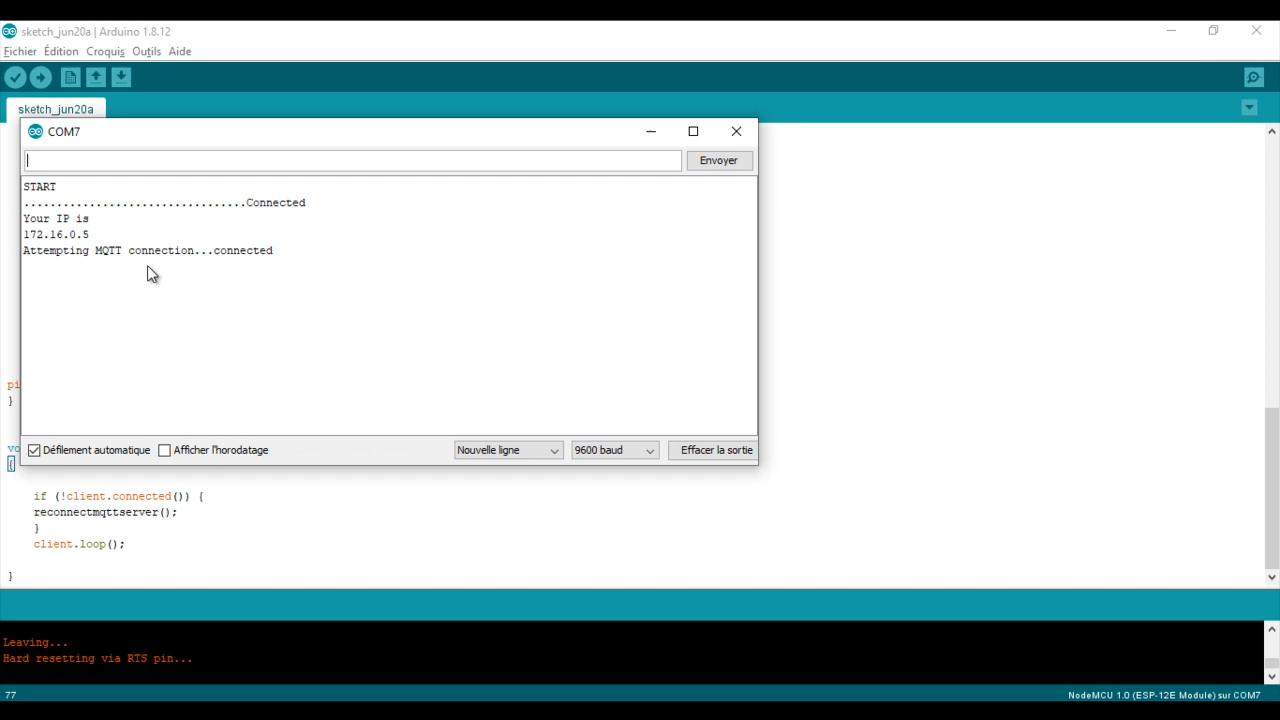 sketch_jun20a | Arduino 1.8.12
Fichier Édition Croquis Outils Aide
sketch_jun20a
COM7
Envoyer
START
..................................Connected
Your IP is
172.16.0.5
Attempting MQTT connection...connected
pi
}
Défilement automatique Afficher l'horodatage Nouvelle ligne 9600 baud Effacer la sortie
vo
{
if (!client.connected()) {
reconnectmqttserver();
}
client.loop();
}
Leaving...
Hard resetting via RTS pin...
77 NodeMCU 1.0 (ESP-12E Module) sur COM7